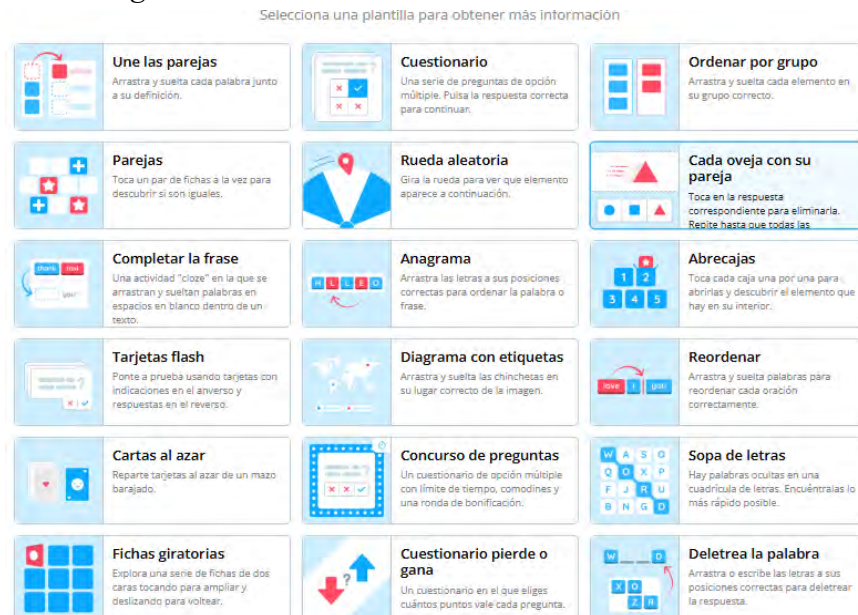 Selecciona una plantilla para obtener más información
Une las parejas
Arrastra y suelta cada palabra junto
a su definición.
Cuestionario
Una serie de preguntas de opción
múltiple. Pulsa la respuesta correcta
para continuar.
Ordenar por grupo
Arrastra y suelta cada elemento en
su grupo correcto.
Parejas
Toca un par de fichas a la vez para
descubrir si son iguales.
Rueda aleatoria
Gira la rueda para ver que elemento
aparece a continuación.
Cada oveja con su
pareja
Toca en la respuesta
correspondiente para eliminarla.
Repite hasta que todas las
Completar la frase
Una actividad "cloze" en la que se
arrastran y sueltan palabras en
espacios en blanco dentro de un
texto.
thank
you
H L L E O
Anagrama
Arrastra las letras a sus posiciones
correctas para ordenar la palabra o
frase.
1 2
3 4 5
Abrecajas
Toca cada caja una por una para
abrirlas y descubrir el elemento que
hay en su interior.
Tarjetas flash
Ponte a prueba usando tarjetas con
indicaciones en el anverso y
respuestas en el reverso.
Diagrama con etiquetas
Arrastra y suelta las chinchetas en
su lugar correcto de la imagen.
love I you
Reordenar
Arrastra y suelta palabras para
reordenar cada oración
correctamente.
Cartas al azar
Reparte tarjetas al azar de un mazo
barajado.
Concurso de preguntas
Un cuestionario de opción múltiple
con límite de tiempo, comodines y
una ronda de bonificación.
W A S G
Q O X P
F J R U
B N G D
Sopa de letras
Hay palabras ocultas en una
cuadrícula de letras. Encuéntralas lo
más rápido posible.
Fichas giratorias
Explora una serie de fichas de dos
caras tocando para ampliar y
deslizando para voltear.
?
Cuestionario pierde o
gana
Un cuestionario en el que eliges
cuántos puntos vale cada pregunta.
W _ _ D
X O
Z R
Deletrea la palabra
Arrastra o escribe las letras a sus
posiciones correctas para deletrear
la respuesta.